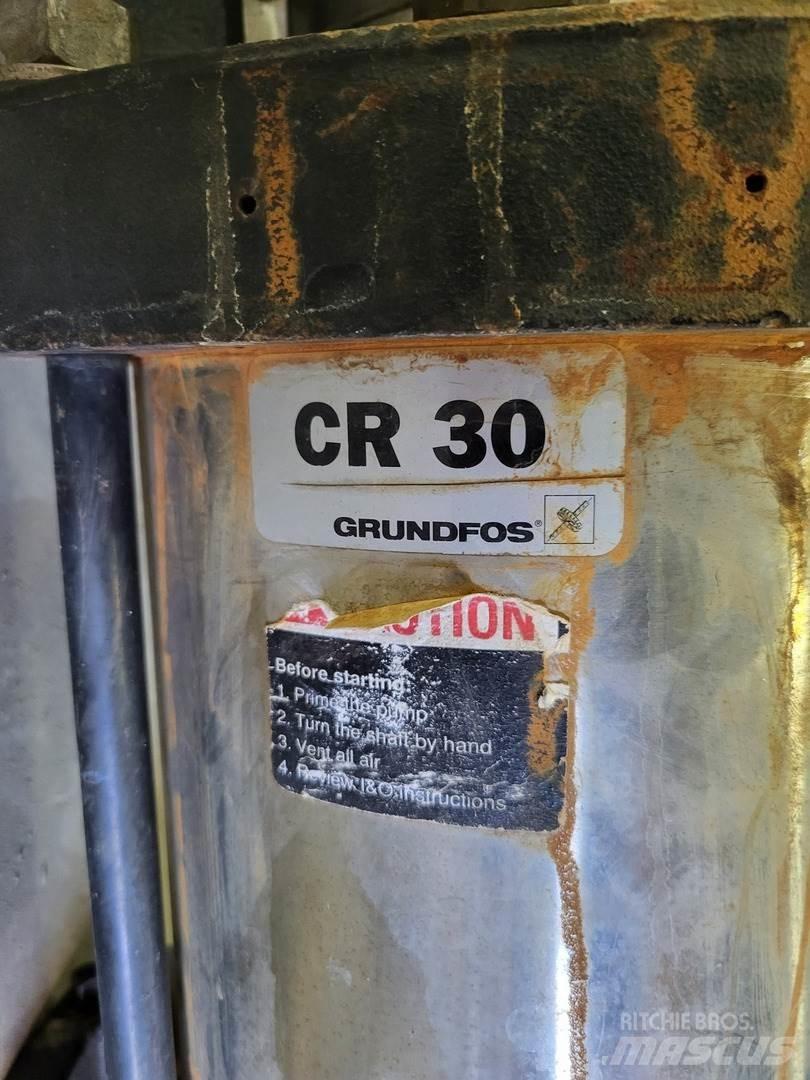 CR 30
GRUNDFOS®
CAUTION
Before starting:
1. Prime the pump
2. Turn the shaft by hand
3. Vent all air
4. Review I&O instructions
RITCHIE BROS.
MASCUS